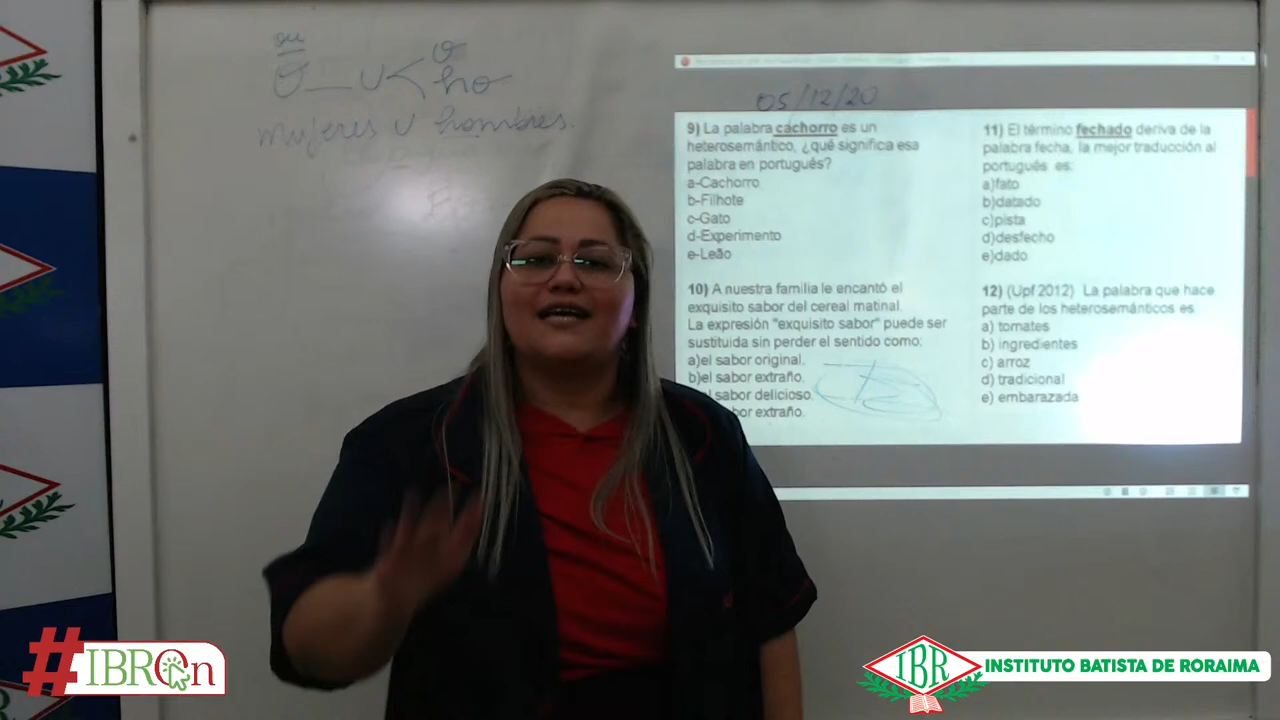 ou
O u < o
ho
mujeres u hombres.
05/12/20
9) La palabra cachorro es un
heterosemántico, ¿qué significa esa
palabra en portugués?
a-Cachorro
b-Filhote
c-Gato
d-Experimento
e-Leão
10) A nuestra familia le encantó el
exquisito sabor del cereal matinal.
La expresión "exquisito sabor" puede ser
sustituida sin perder el sentido como:
a)el sabor original.
b)el sabor extraño.
sabor delicioso.
extraño.
11) El término fechado deriva de la
palabra fecha, la mejor traducción al
portugués es:
a)fato
b)datado
c)pista
d)desfecho
e)dado
12) (Upf 2012) La palabra que hace
parte de los heterosemánticos es
a) tomates
b) ingredientes
c) arroz
d) tradicional
e) embarazada
#IBROn
IBR INSTITUTO BATISTA DE RORAIMA